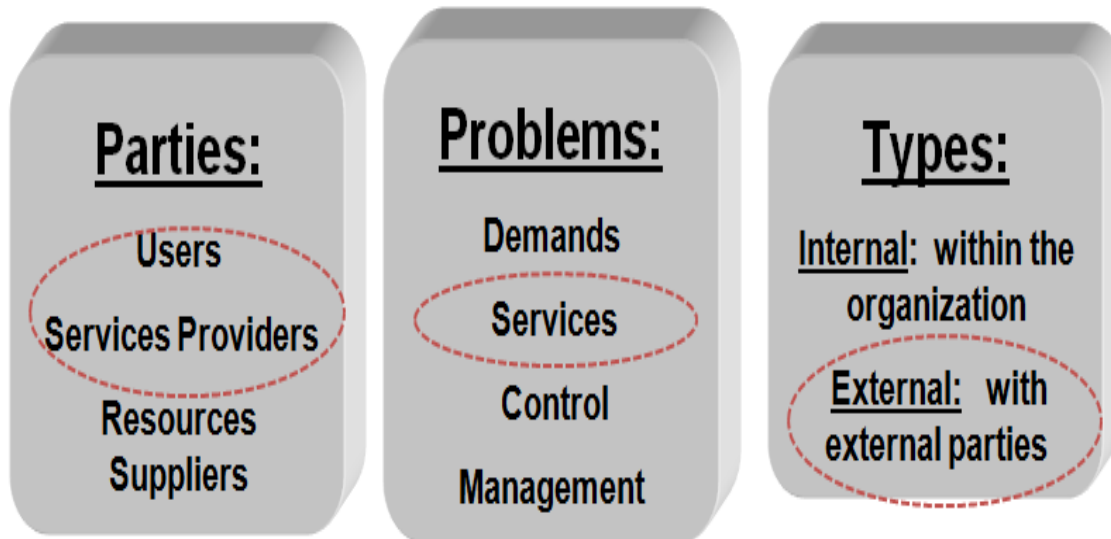 Parties:
Users
Services Providers
Resources
Suppliers
Problems:
Demands
Services
Control
Management
Types:
Internal: within the
organization
External: with
external parties